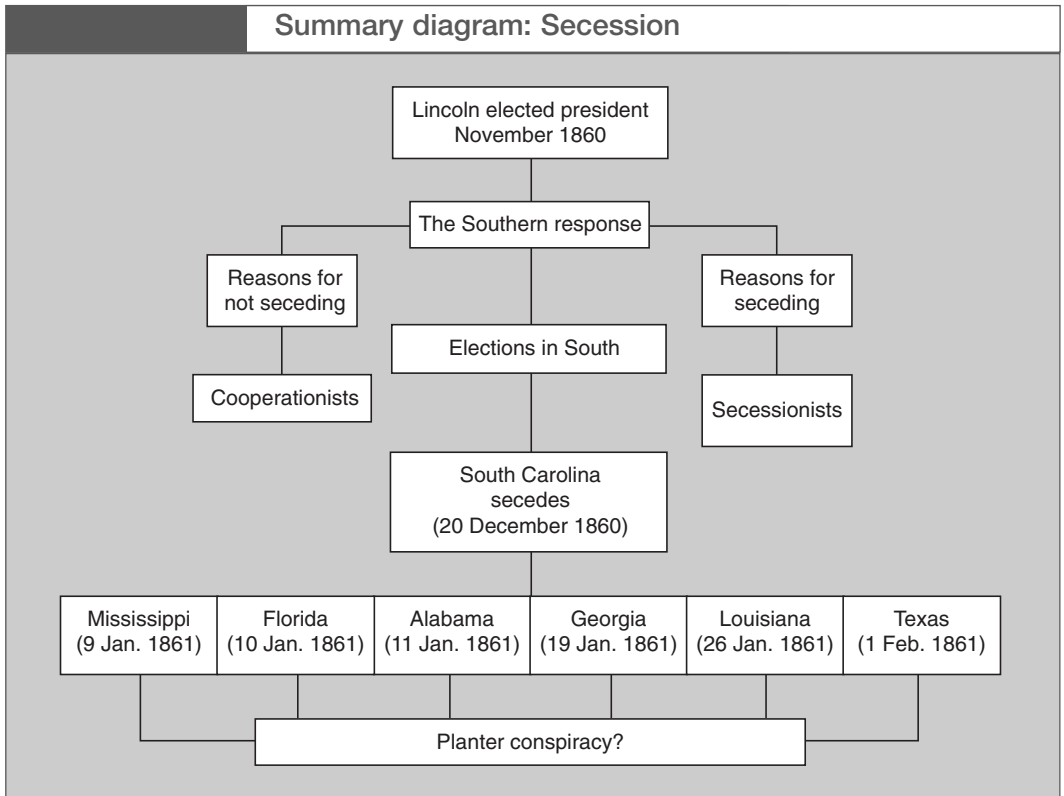 Summary diagram: Secession
Lincoln elected president
November 1860
The Southern response
Reasons for
not seceding
Reasons for
seceding
Elections in South
Cooperationists
Secessionists
South Carolina
secedes
(20 December 1860)
Mississippi
(9 Jan. 1861)
Florida
(10 Jan. 1861)
Alabama
(11 Jan. 1861)
Georgia
(19 Jan. 1861)
Louisiana
(26 Jan. 1861)
Texas
(1 Feb. 1861)
Planter conspiracy?